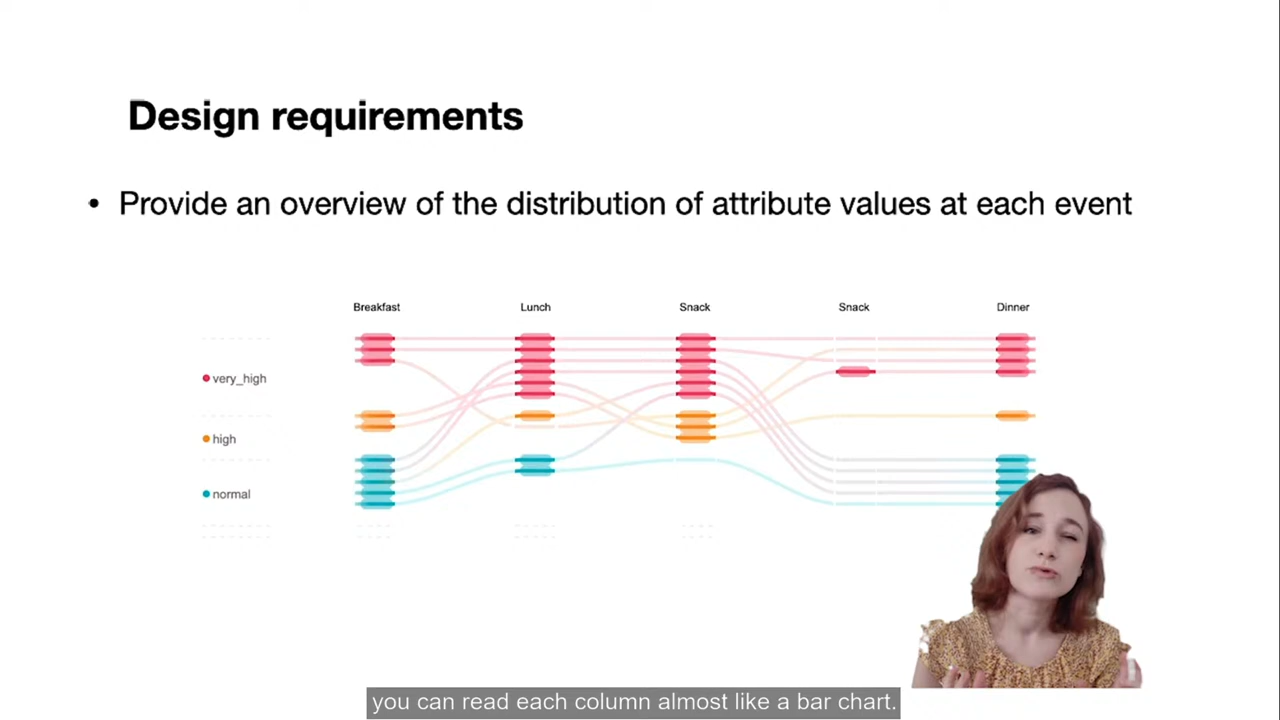 Design requirements
• Provide an overview of the distribution of attribute values at each event
Breakfast Lunch Snack Snack Dinner
very_high
high
normal
you can read each column almost like a bar chart.